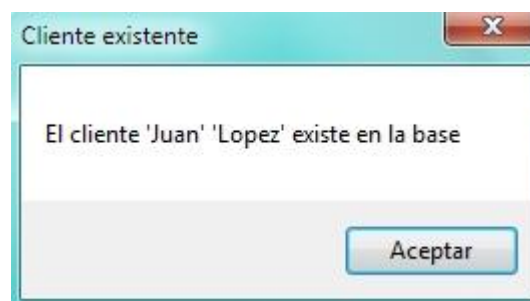 Cliente existente
El cliente 'Juan' 'Lopez' existe en la base
Aceptar